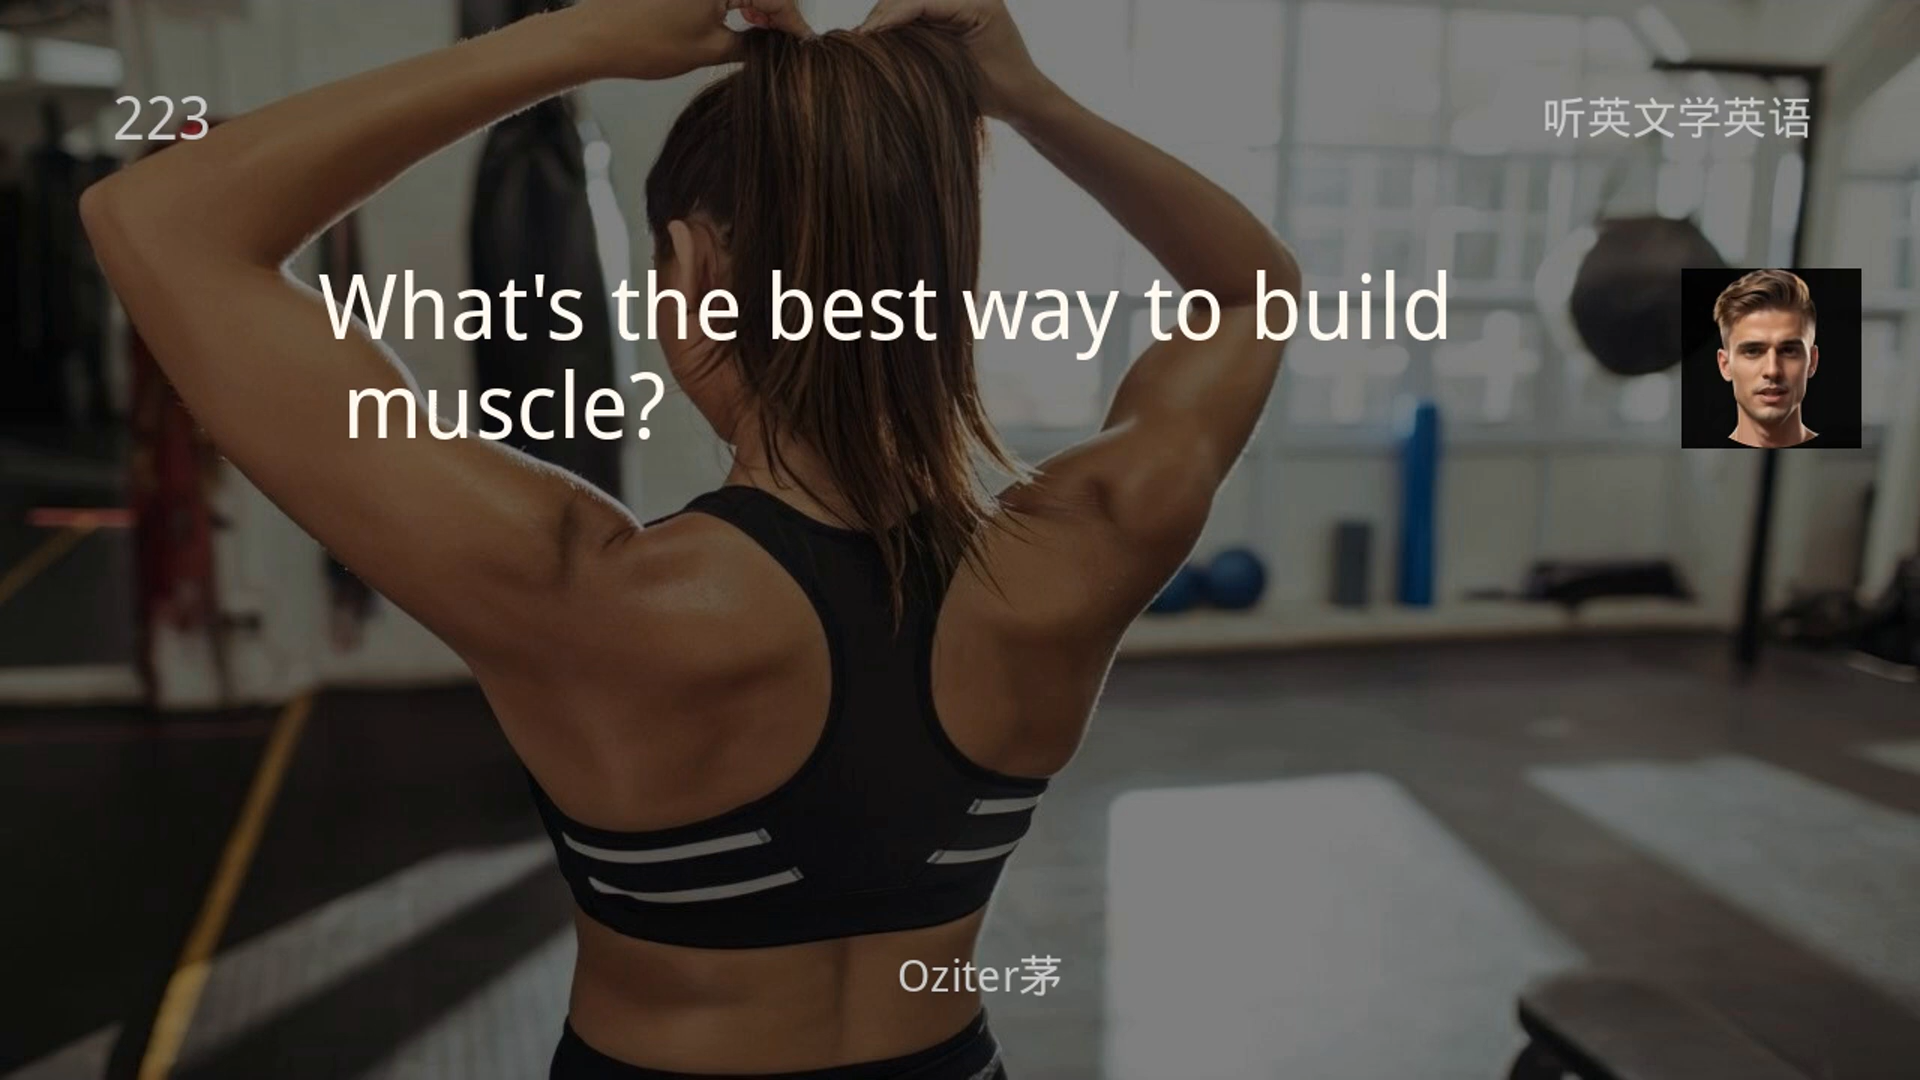 223
听英文学英语
What's the best way to build
muscle?
Oziter茅